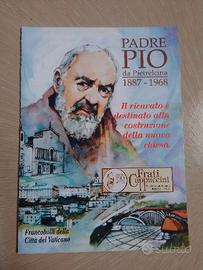 PADRE
PIO
da Pietrelcina
1887 - 1968
Il ricavato è
destinato alla
costruzione
della nuova
chiesa.
Frati
Cappuccini
Francobolli della
Città del Vaticano
subito